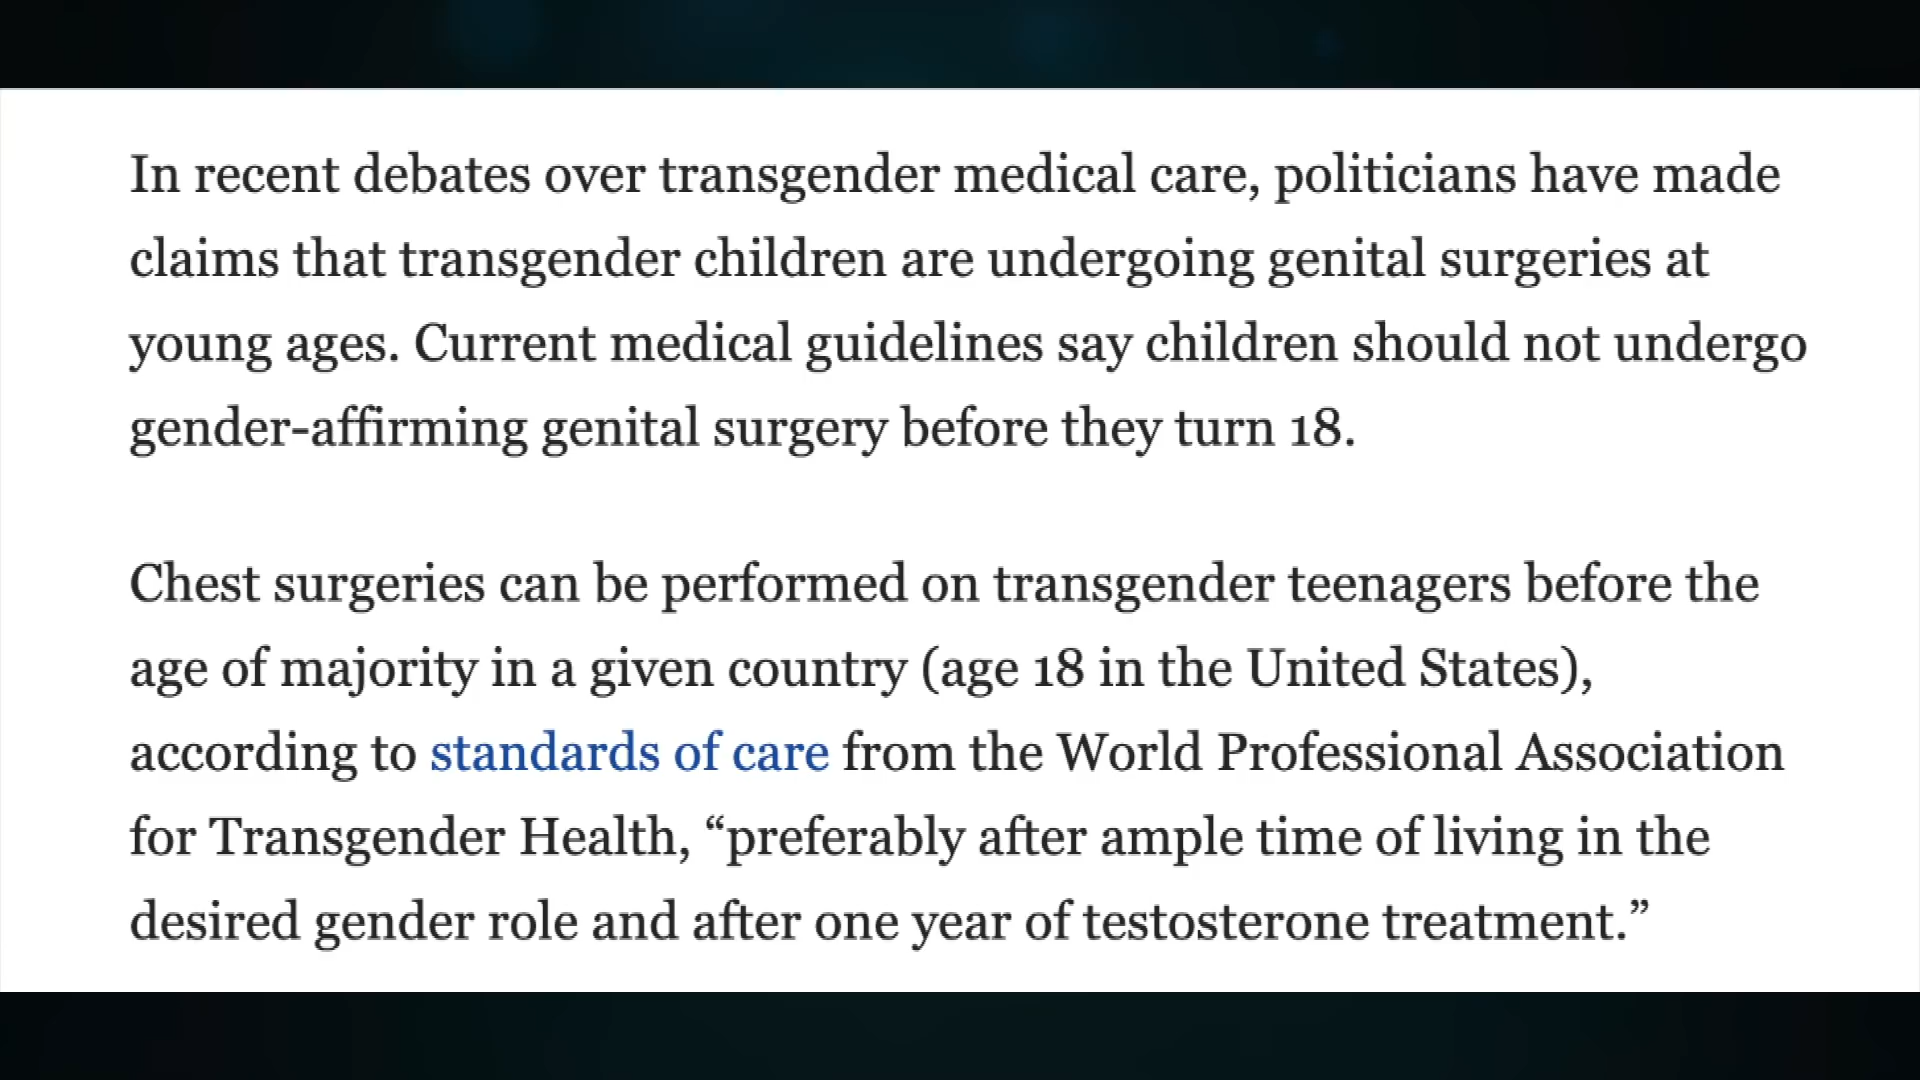 In recent debates over transgender medical care, politicians have made
claims that transgender children are undergoing genital surgeries at
young ages. Current medical guidelines say children should not undergo
gender-affirming genital surgery before they turn 18.
Chest surgeries can be performed on transgender teenagers before the
age of majority in a given country (age 18 in the United States),
according to standards of care from the World Professional Association
for Transgender Health, “preferably after ample time of living in the
desired gender role and after one year of testosterone treatment.”